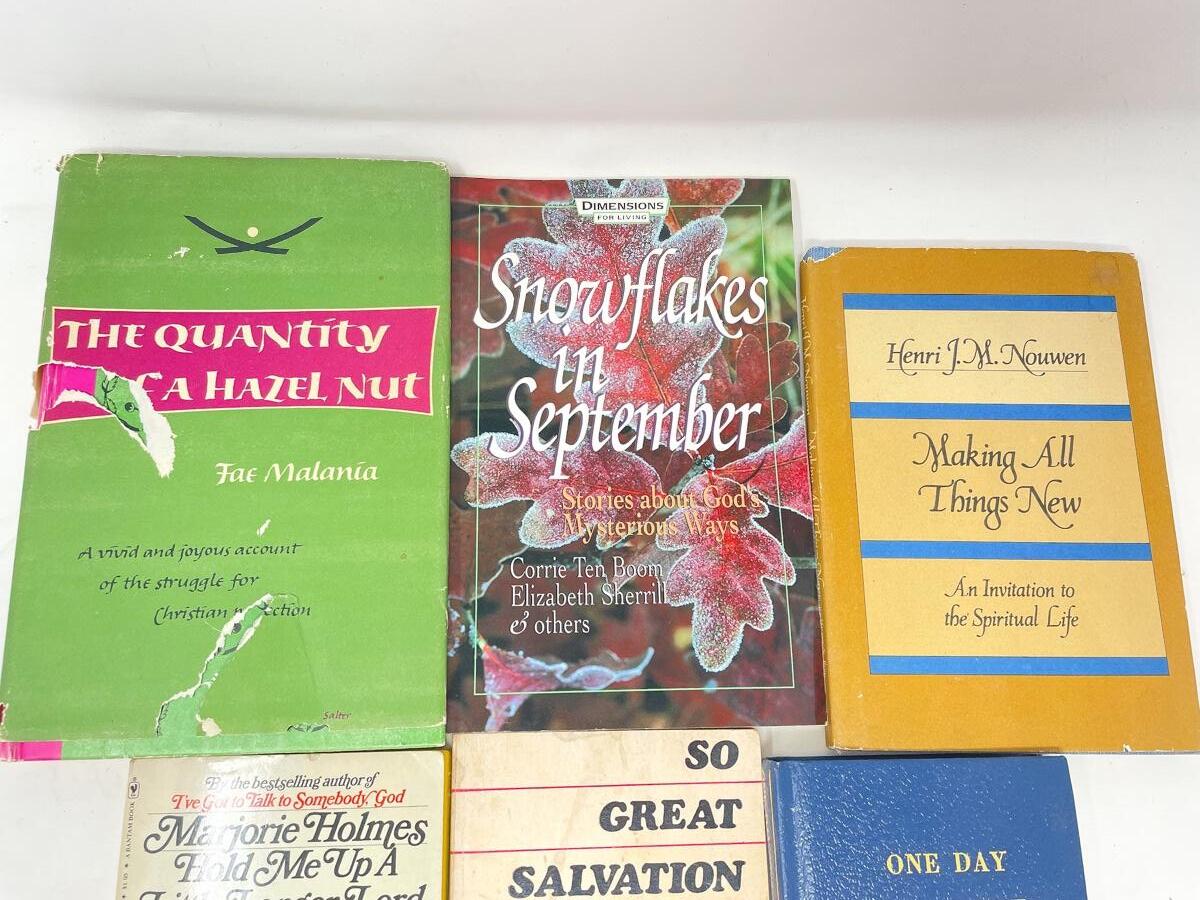 THE QUANTITY
A HAZEL NUT
Fae Malania
A vivid and joyous account
of the struggle for
Christian
Salter
DIMENSIONS
FOR LIVING
Snowflakes
in
September
Stories about God's
Mysterious Ways
Corrie Ten Boom
Elizabeth Sherrill
& others
Henri J.M. Nouwen
Making All
Things New
An Invitation to
the Spiritual Life
By the bestselling author of
I've Got to Talk to Somebody, God
Marjorie Holmes
Hold Me Up A
A BANTAM BOOK
SO
GREAT
SALVATION
ONE DAY